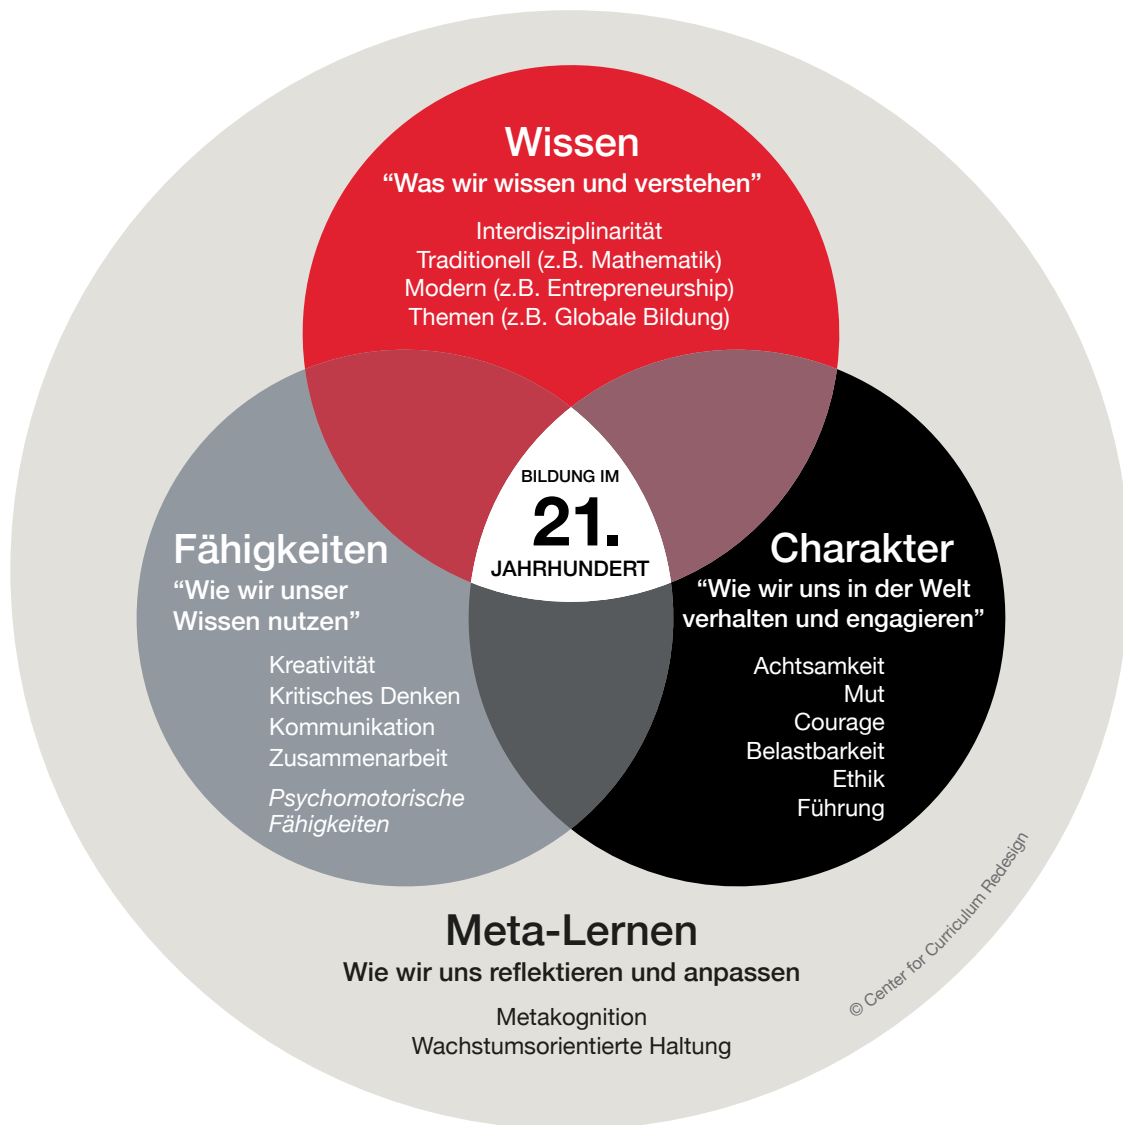 Wissen
“Was wir wissen und verstehen”
Interdisziplinarität
Traditionell (z.B. Mathematik)
Modern (z.B. Entrepreneurship)
Themen (z.B. Globale Bildung)
BILDUNG IM
21.
JAHRHUNDERT
Fähigkeiten
“Wie wir unser
Wissen nutzen”
Kreativität
Kritisches Denken
Kommunikation
Zusammenarbeit
Psychomotorische
Fähigkeiten
Charakter
“Wie wir uns in der Welt
verhalten und engagieren”
Achtsamkeit
Mut
Courage
Belastbarkeit
Ethik
Führung
Meta-Lernen
Wie wir uns reflektieren und anpassen
Metakognition
Wachstumsorientierte Haltung
© Center for Curriculum Redesign